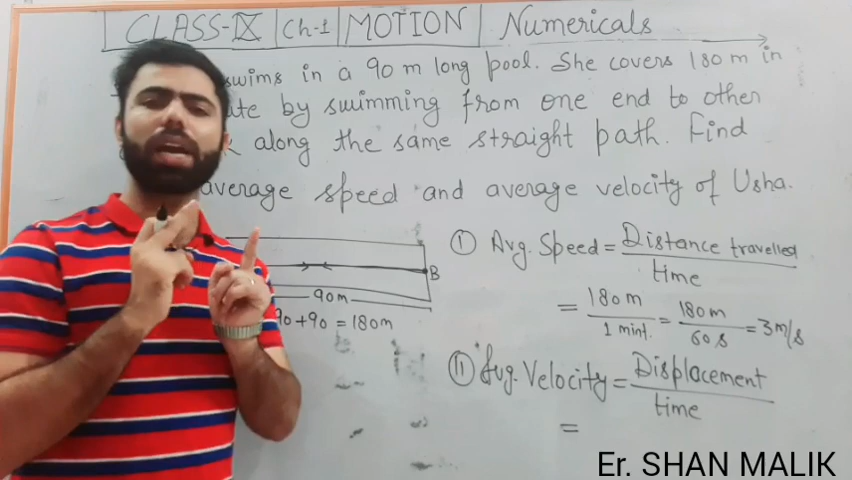 CLASS-IX Ch-1 MOTION Numericals
swims in a 90 m long pool. She covers 180 m in
by swimming from one end to other
along the same straight path. Find
average speed and average velocity of Usha.
① Avg. Speed = Distance travelled
time
B
90m
= 180 m = 180 m = 3 m/s
1 mint. 60 s
90 + 90 = 180m
⑪ Avg. Velocity = Displacement
time
=
Er. SHAN MALIK